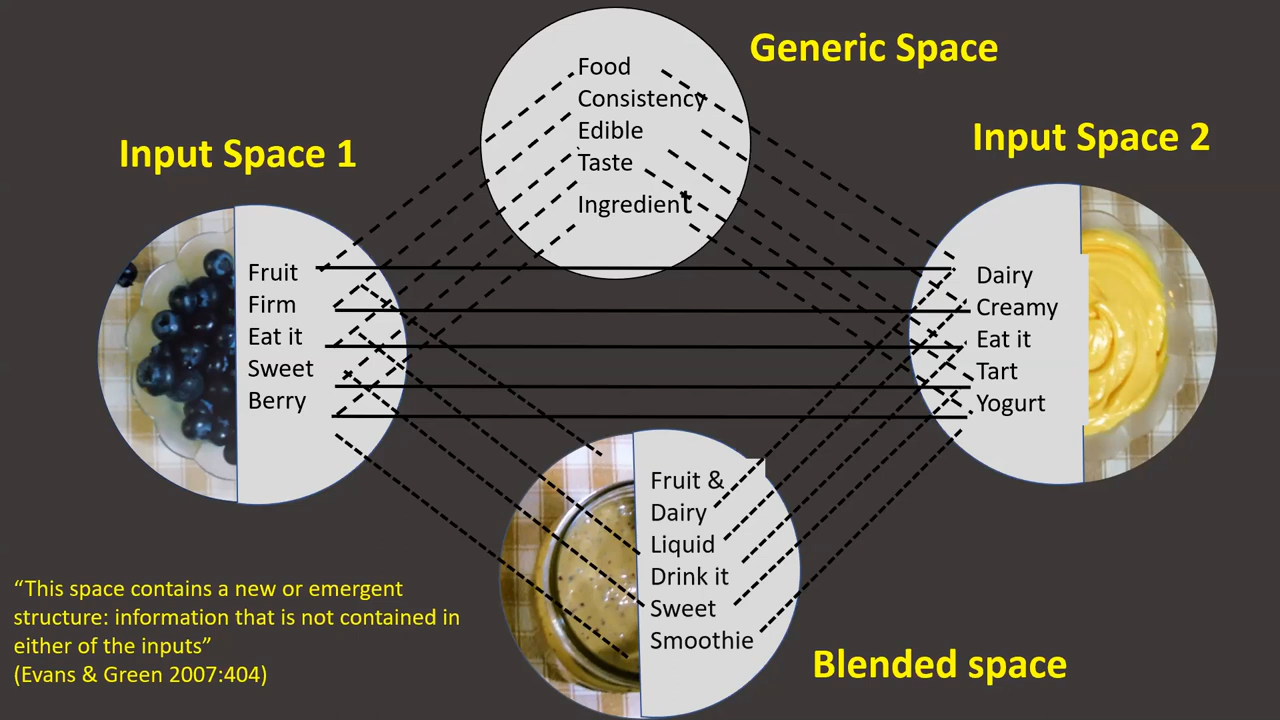 Generic Space
Food
Consistency
Edible
Taste
Ingredient
Input Space 1
Fruit
Firm
Eat it
Sweet
Berry
Input Space 2
Dairy
Creamy
Eat it
Tart
Yogurt
Fruit &
Dairy
Liquid
Drink it
Sweet
Smoothie
Blended space
“This space contains a new or emergent
structure: information that is not contained in
either of the inputs”
(Evans & Green 2007:404)